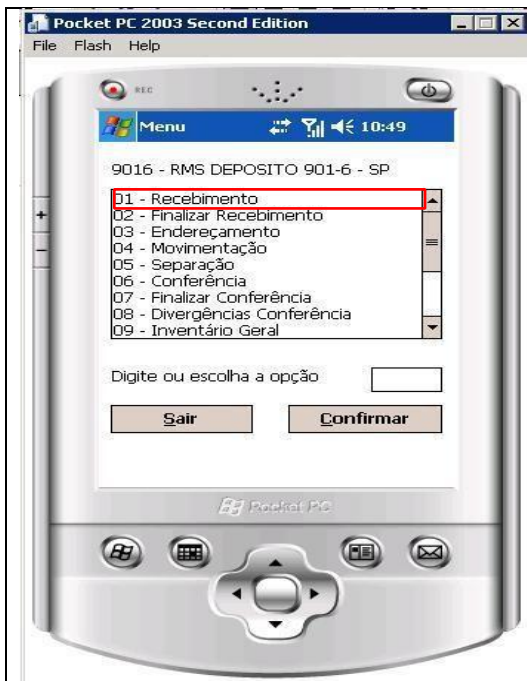 Pocket PC 2003 Second Edition
File Flash Help
REC
Menu 10:49
9016 - RMS DEPOSITO 901-6 - SP
01 - Recebimento
02 - Finalizar Recebimento
03 - Endereçamento
04 - Movimentação
05 - Separação
06 - Conferência
07 - Finalizar Conferência
08 - Divergências Conferência
09 - Inventário Geral
Digite ou escolha a opção
Sair Confirmar
Pocket PC